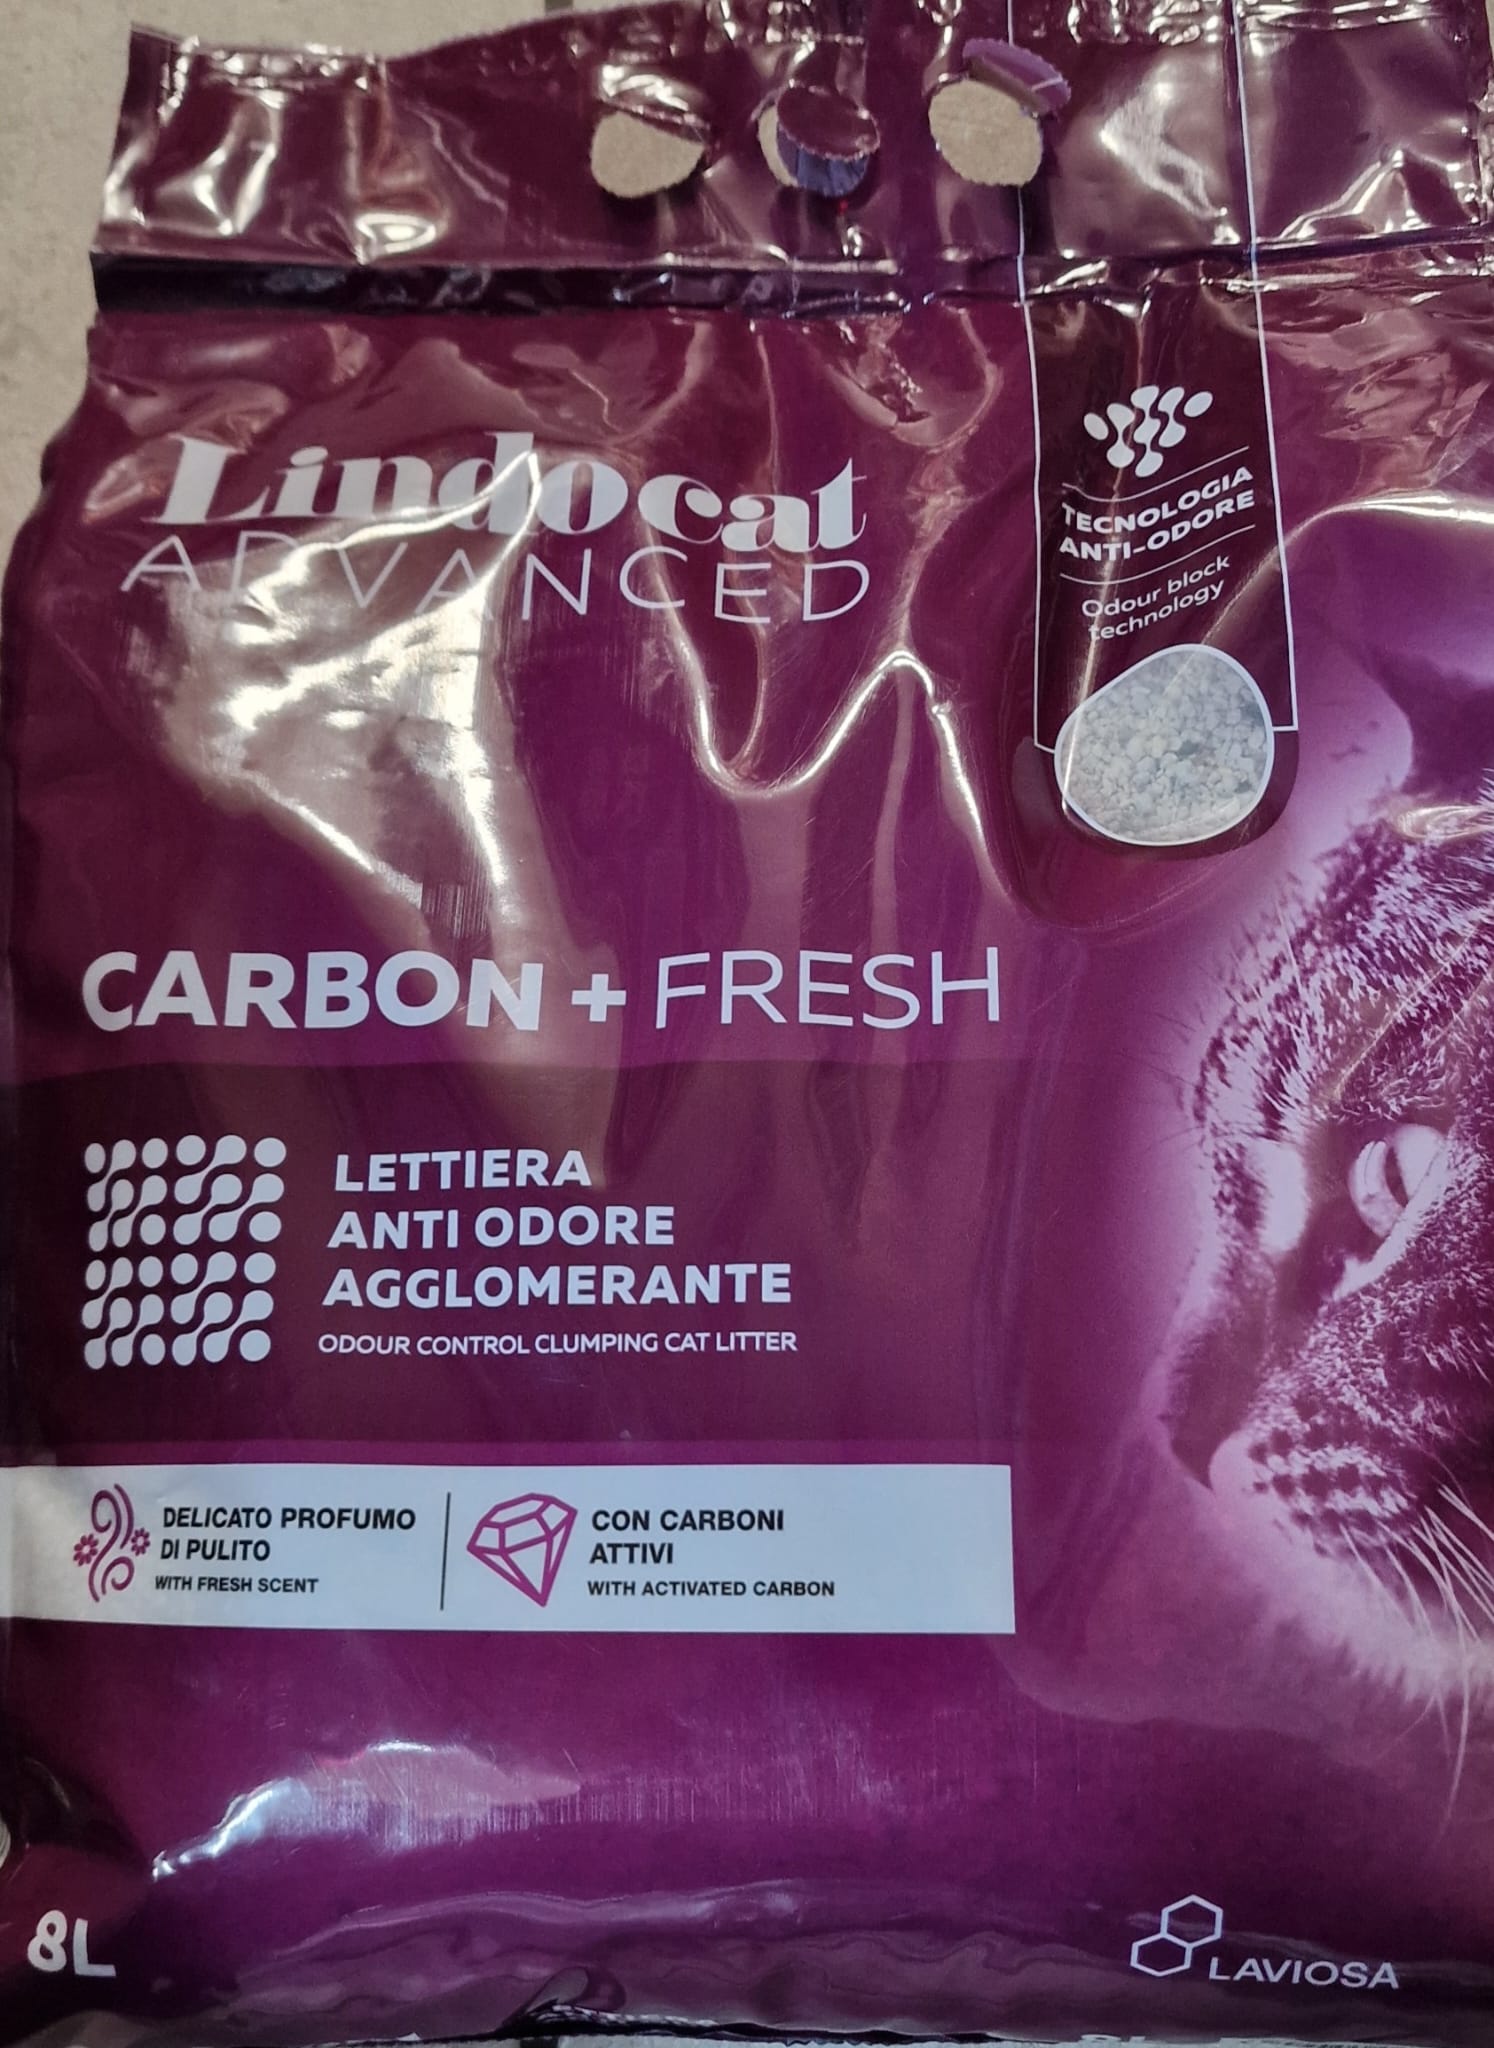 Lindocat
ADVANCED
TECNOLOGIA
ANTI-ODORE
Odour block
technology
CARBON + FRESH
LETTIERA
ANTI ODORE
AGGLOMERANTE
ODOUR CONTROL CLUMPING CAT LITTER
DELICATO PROFUMO
DI PULITO
WITH FRESH SCENT
CON CARBONI
ATTIVI
WITH ACTIVATED CARBON
8L
LAVIOSA